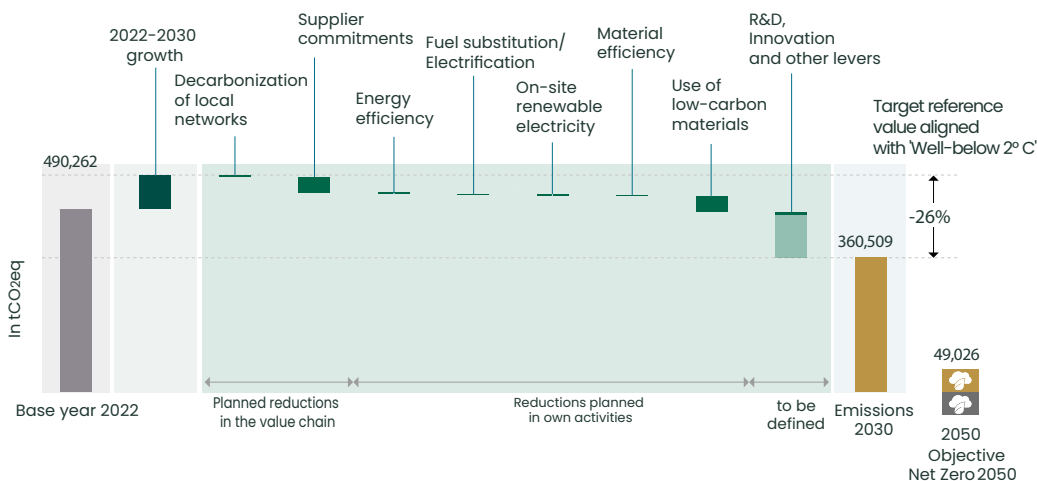 2022-2030
growth
Supplier
commitments
Decarbonization
of local
networks
Energy
efficiency
Fuel substitution/
Electrification
On-site
renewable
electricity
Material
efficiency
Use of
low-carbon
materials
R&D,
Innovation
and other levers
Target reference
value aligned
with 'Well-below 2º C'
490,262
-26%
360,509
49,026
In tCO2eq
Base year 2022
Planned reductions
in the value chain
Reductions planned
in own activities
to be
defined
Emissions
2030
2050
Objective
Net Zero 2050